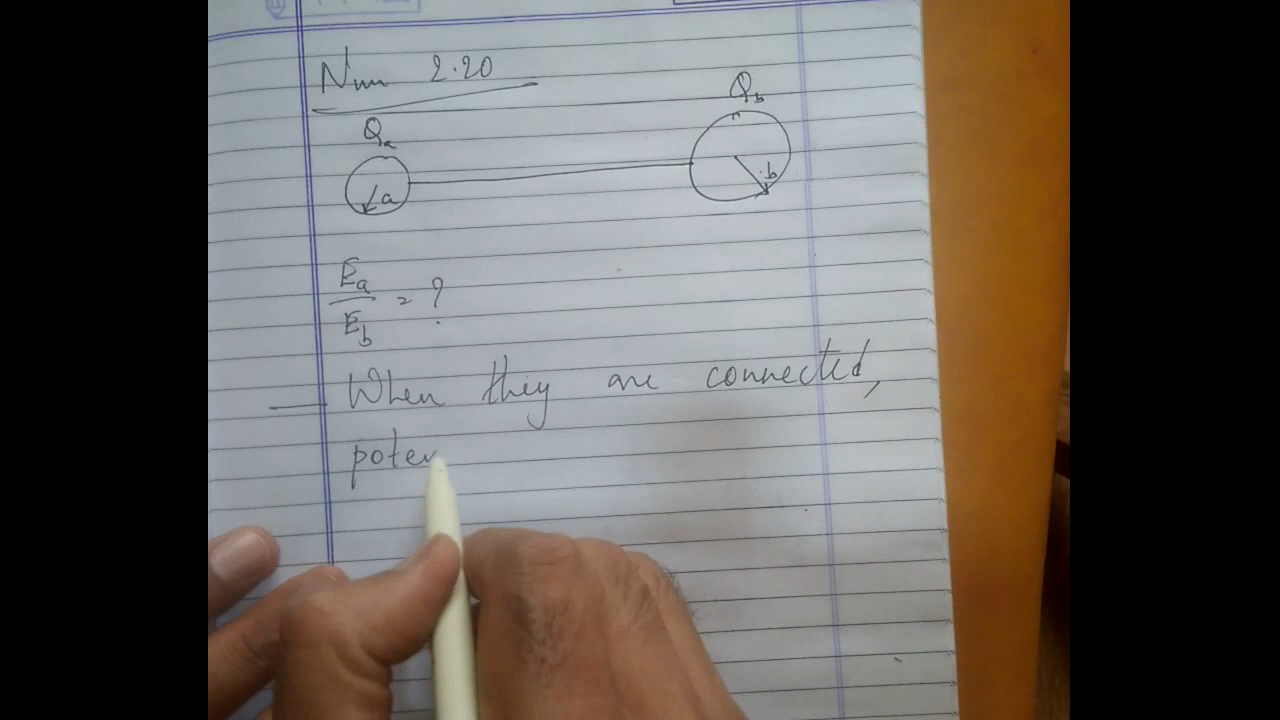 Num 2.20
Qa
Qb
a
b
Ea
= ?
Eb
When they are connected,
poten